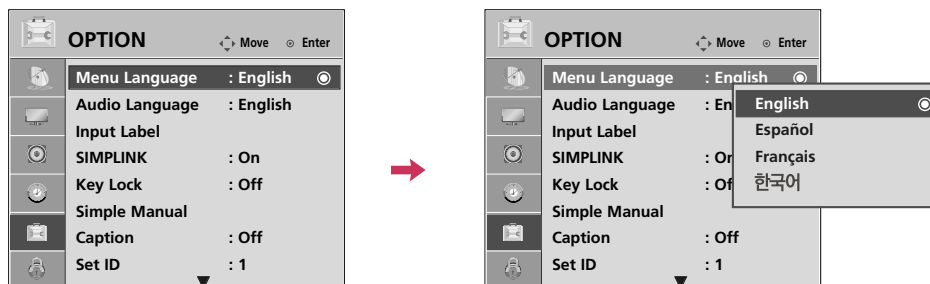 OPTION Move Enter
Menu Language : English
Audio Language : English
Input Label
SIMPLINK : On
Key Lock : Off
Simple Manual
Caption : Off
Set ID : 1
OPTION Move Enter
Menu Language : English
Audio Language : En
Input Label
SIMPLINK : On
Key Lock : Of
Simple Manual
Caption : Off
Set ID : 1
English
Español
Français
한국어